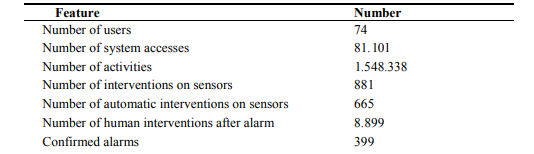 Feature Number
Number of users 74
Number of system accesses 81.101
Number of activities 1.548.338
Number of interventions on sensors 881
Number of automatic interventions on sensors 665
Number of human interventions after alarm 8.899
Confirmed alarms 399